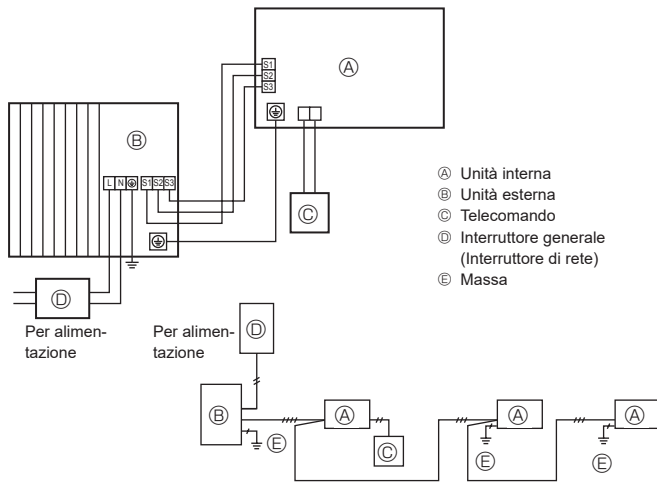 Ⓐ
S1
S2
S3
Ⓑ
L N S1 S2 S3
Ⓒ
Ⓐ Unità interna
Ⓑ Unità esterna
Ⓒ Telecomando
Ⓓ Interruttore generale
(Interruttore di rete)
Ⓔ Massa
Ⓓ
Per alimen-
tazione
Per alimen-
tazione
Ⓓ
Ⓑ
Ⓔ
Ⓐ
Ⓒ
Ⓐ
Ⓔ
Ⓐ
Ⓔ